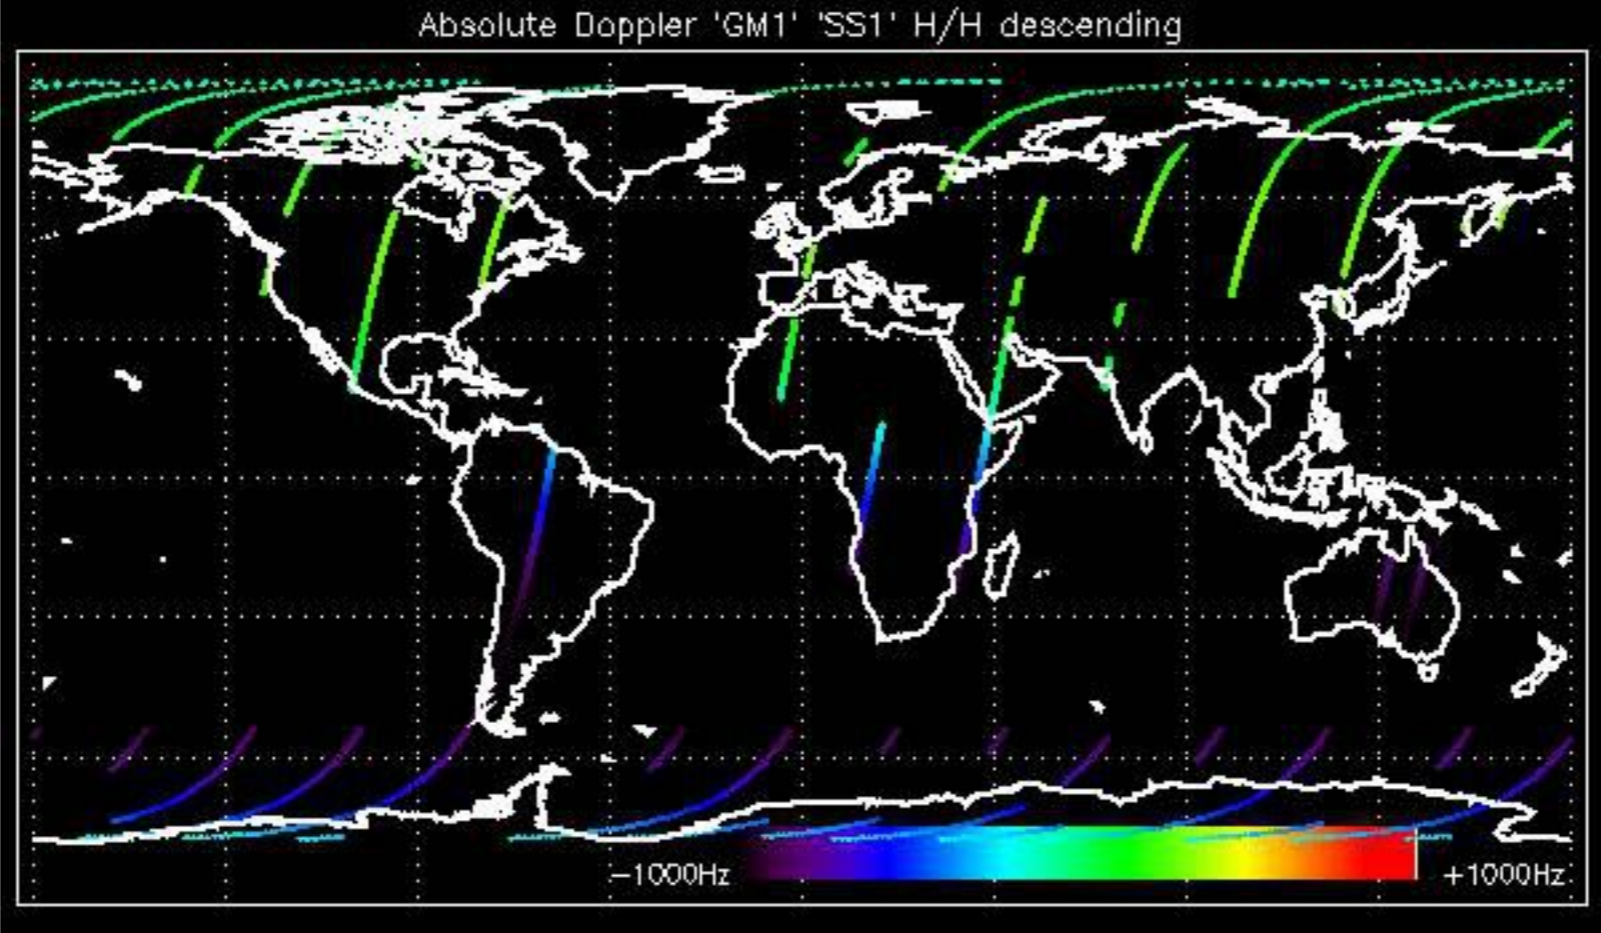 Absolute Doppler 'GM1' 'SS1' H/H descending
−1000Hz +1000Hz